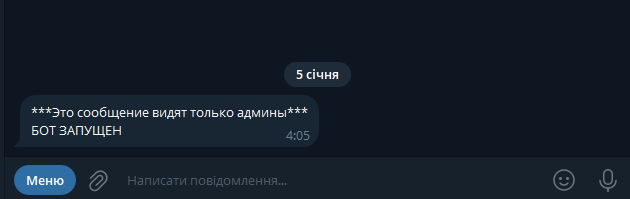 5 січня
***Это сообщение видят только админы***
БОТ ЗАПУЩЕН
4:05
Меню
Написати повідомлення...